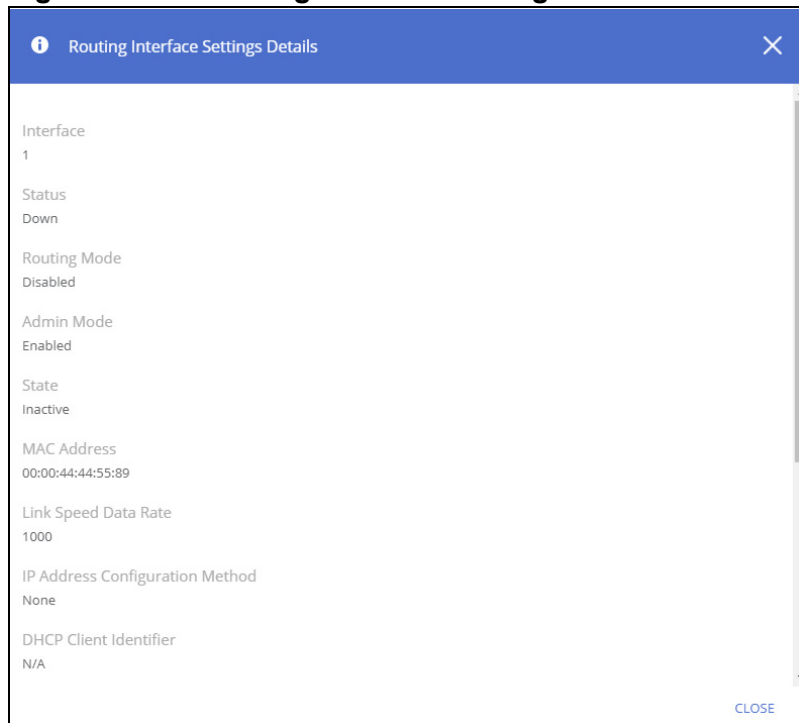 Routing Interface Settings Details
Interface
1
Status
Down
Routing Mode
Disabled
Admin Mode
Enabled
State
Inactive
MAC Address
00:00:44:44:55:89
Link Speed Data Rate
1000
IP Address Configuration Method
None
DHCP Client Identifier
N/A
CLOSE